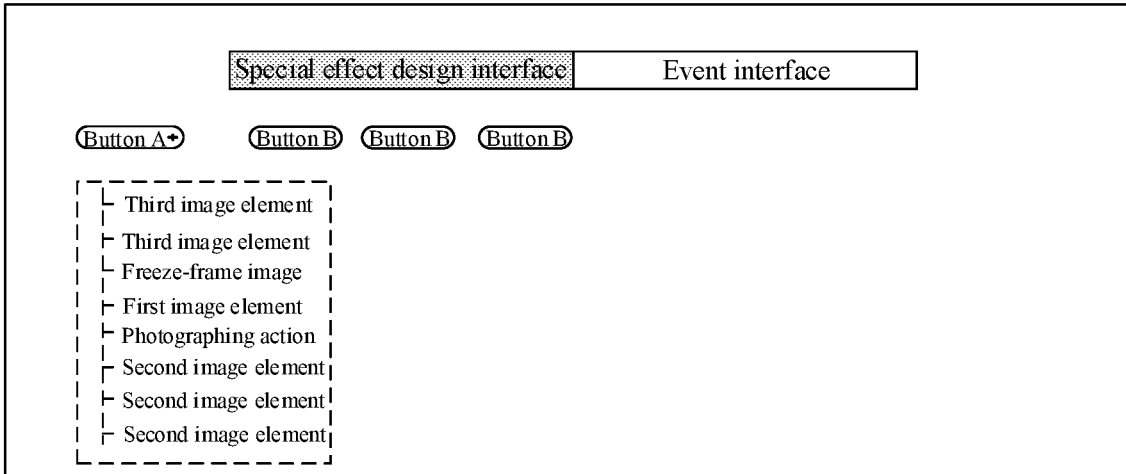 Special effect design interface Event interface
Button A+ Button B Button B Button B
Third image element
Third image element
Freeze-frame image
First image element
Photographing action
Second image element
Second image element
Second image element